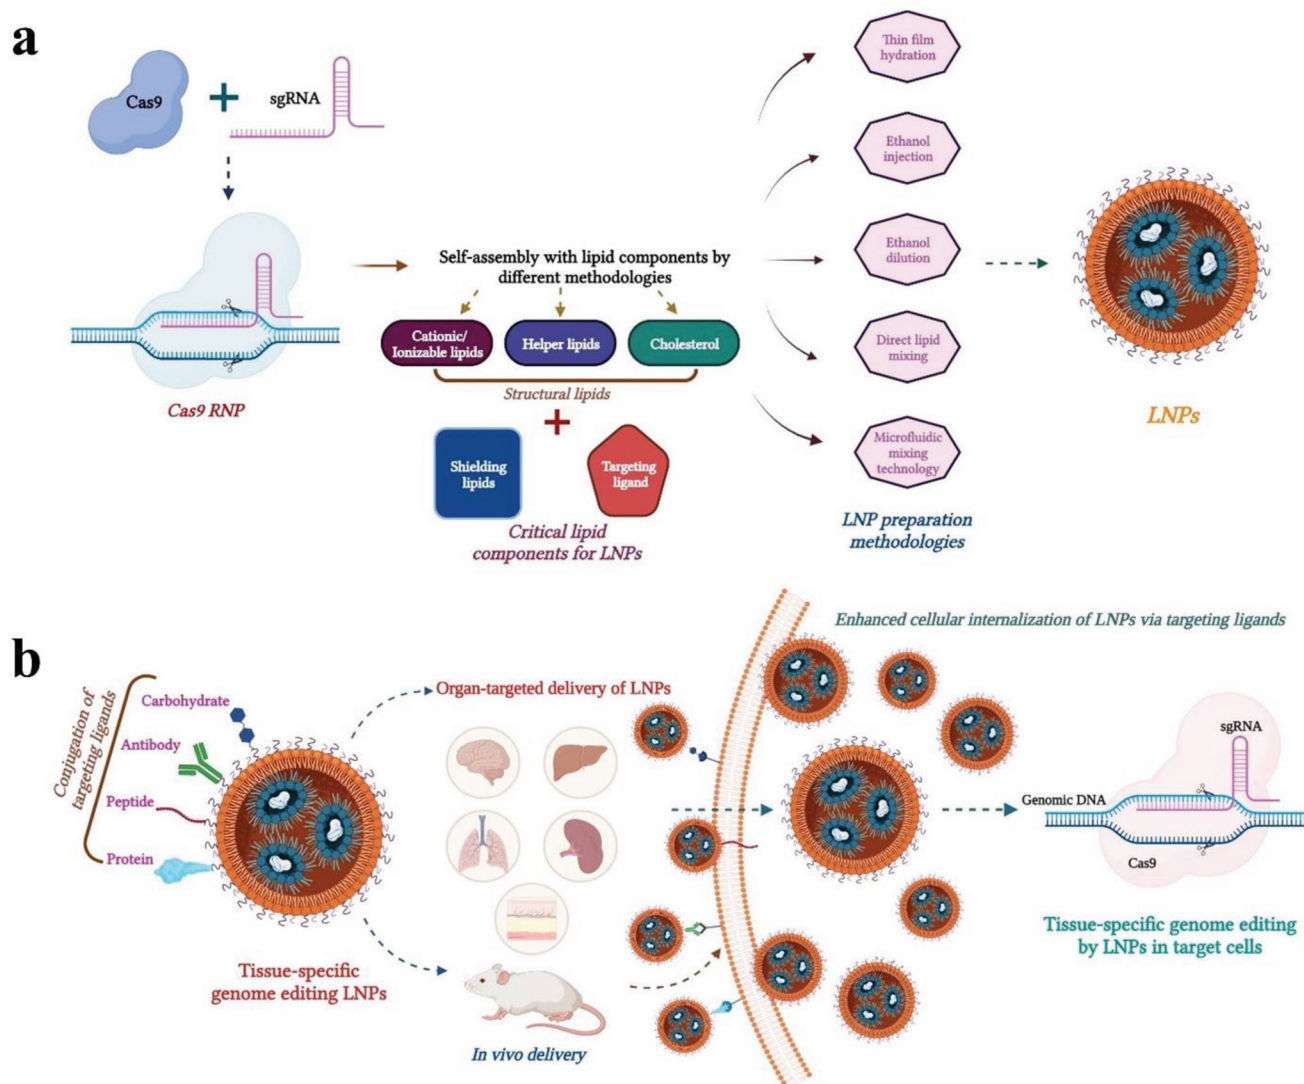 a
Cas9
sgRNA
Cas9 RNP
Self-assembly with lipid components by
different methodologies
Cationic/
Ionizable lipids
Helper lipids
Cholesterol
Structural lipids
Shielding
lipids
Targeting
ligand
Critical lipid
components for LNPs
Thin film
hydration
Ethanol
injection
Ethanol
dilution
Direct lipid
mixing
Microfluidic
mixing
technology
LNP preparation
methodologies
LNPs
b
Conjugation of
targeting ligands
Carbohydrate
Antibody
Peptide
Protein
Tissue-specific
genome editing LNPs
Organ-targeted delivery of LNPs
In vivo delivery
Enhanced cellular internalization of LNPs via targeting ligands
sgRNA
Genomic DNA
Cas9
Tissue-specific genome editing
by LNPs in target cells